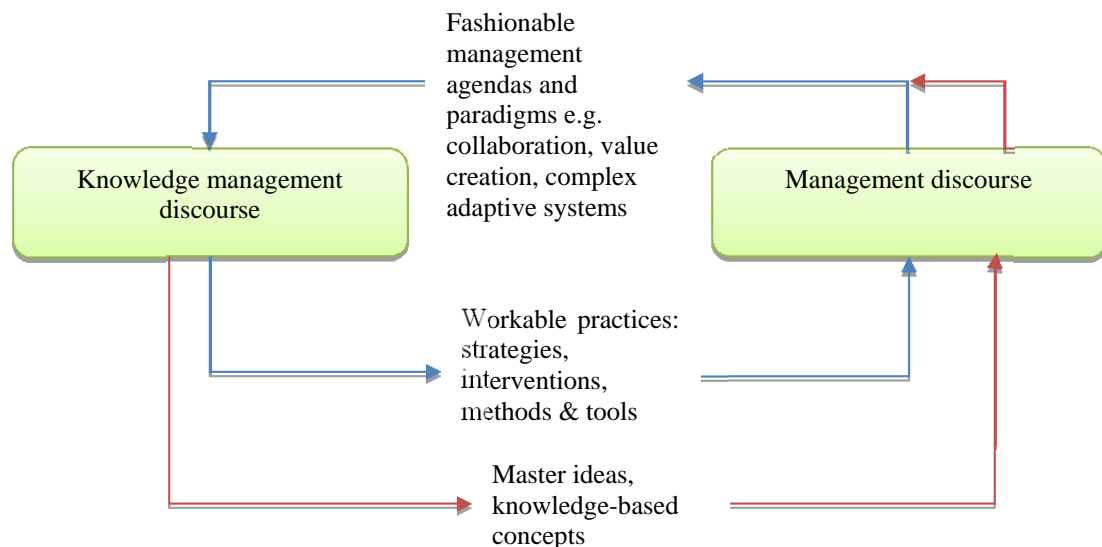 Fashionable
management
agendas and
paradigms e.g.
collaboration, value
creation, complex
adaptive systems
Knowledge management
discourse
Management discourse
Workable practices:
strategies,
interventions,
methods & tools
Master ideas,
knowledge-based
concepts